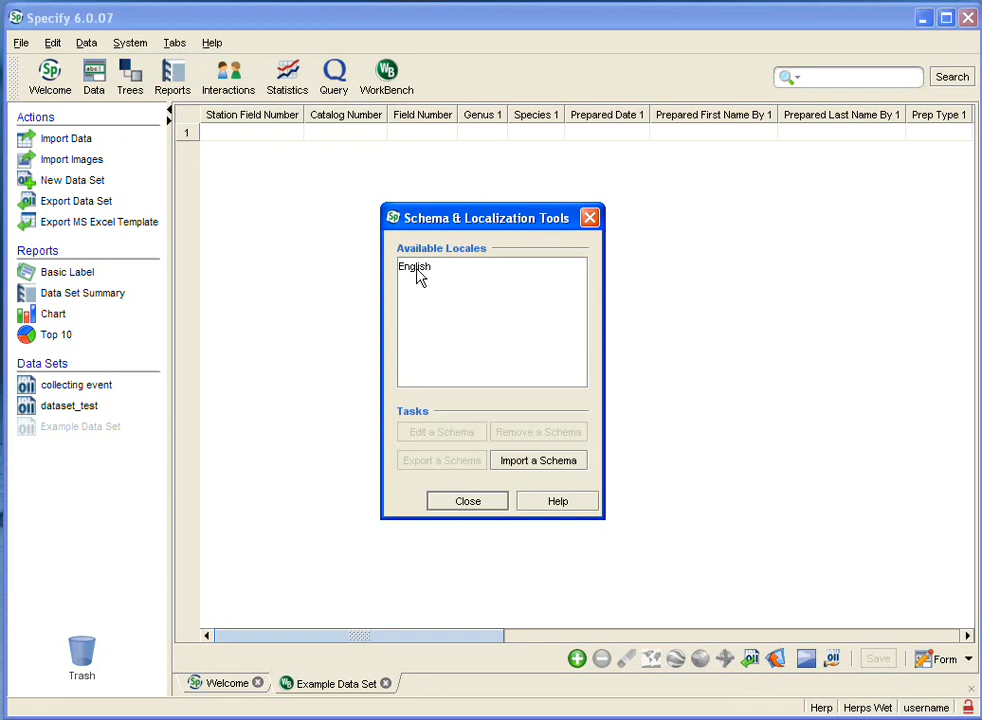 Specify 6.0.07
File Edit Data System Tabs Help
Welcome Data Trees Reports Interactions Statistics Query WorkBench Search
Actions
Import Data
Import Images
New Data Set
Export Data Set
Export MS Excel Template
Reports
Basic Label
Data Set Summary
Chart
Top 10
Data Sets
collecting event
dataset_test
Example Data Set
Trash
Station Field Number Catalog Number Field Number Genus 1 Species 1 Prepared Date 1 Prepared First Name By 1 Prepared Last Name By 1 Prep Type 1
1
Schema & Localization Tools
Available Locales
English
Tasks
Edit a Schema Remove a Schema
Export a Schema Import a Schema
Close Help
Save Form
Welcome Example Data Set
Herp Herps Wet username